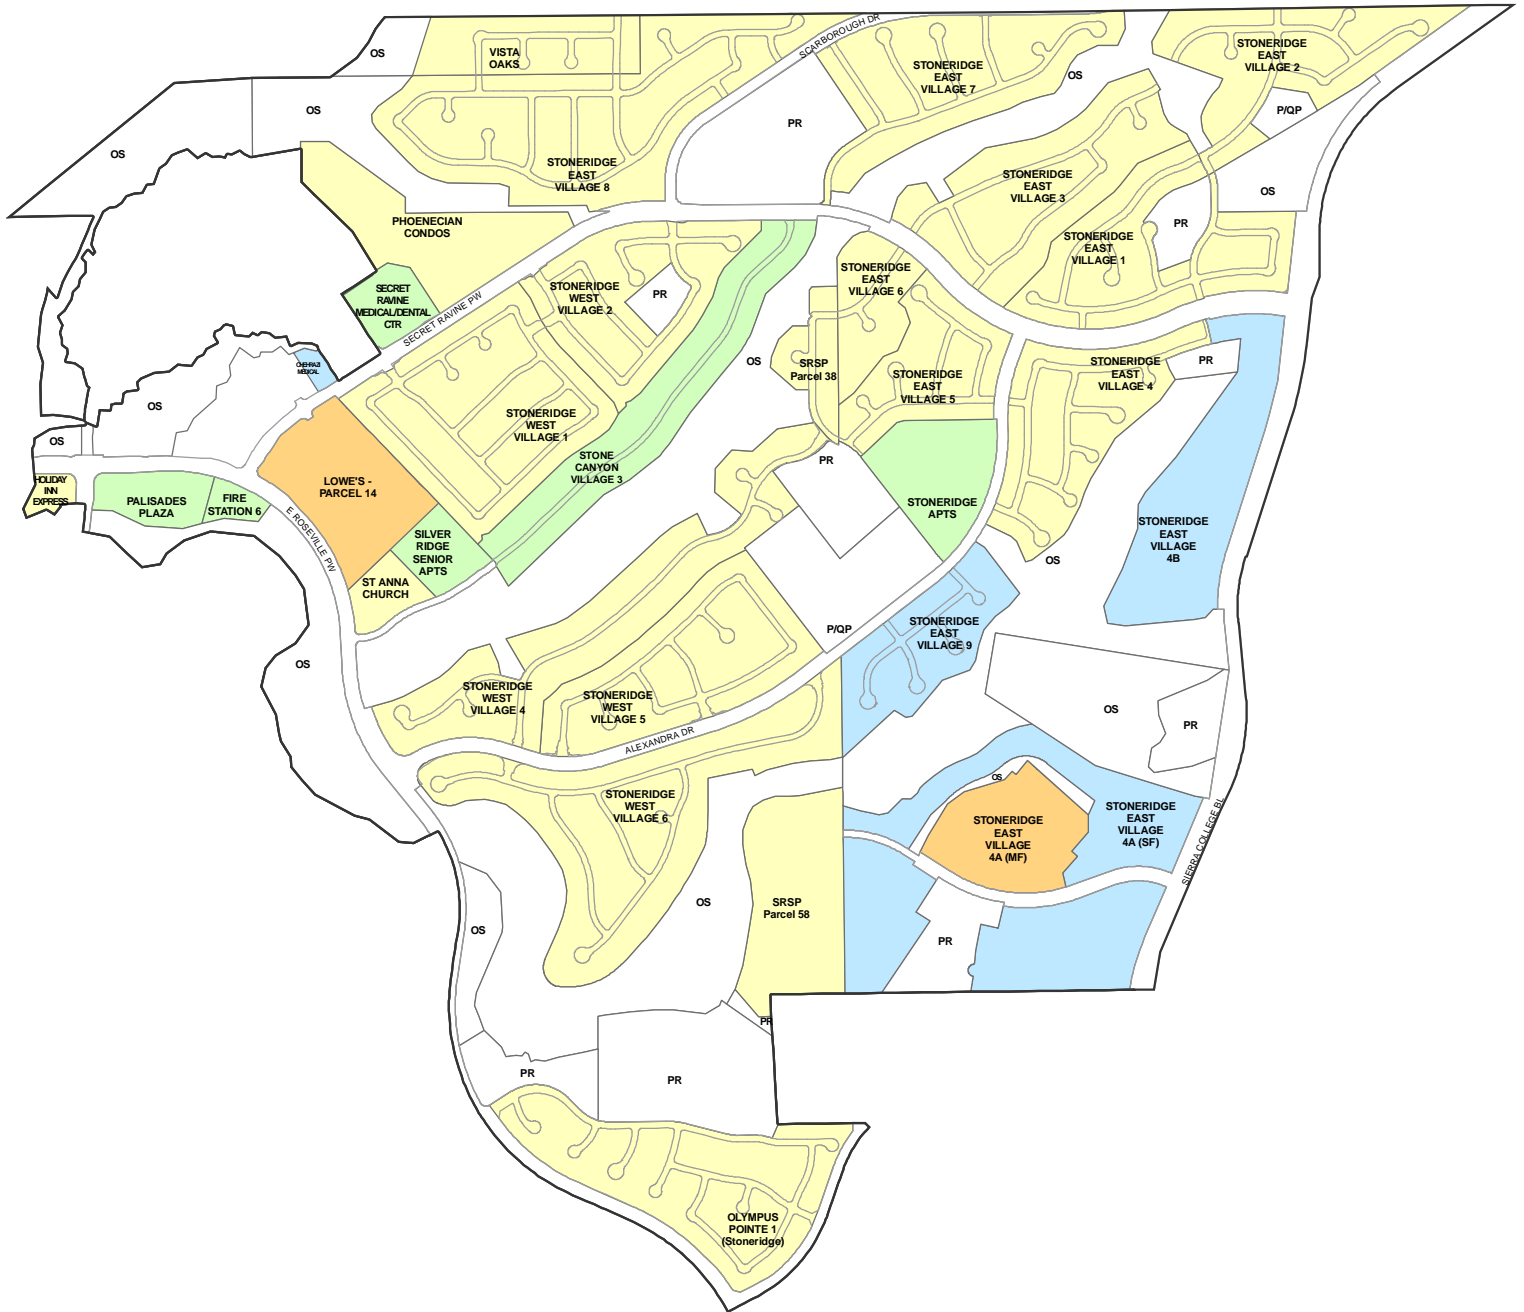 SCARBOROUGH DR
OS
VISTA
OAKS
STONERIDGE
EAST
VILLAGE 2
STONERIDGE
EAST
VILLAGE 7
OS
OS
P/QP
PR
OS
STONERIDGE
EAST
VILLAGE 8
STONERIDGE
EAST
VILLAGE 3
OS
PHOENECIAN
CONDOS
PR
STONERIDGE
EAST
VILLAGE 1
STONERIDGE
EAST
VILLAGE 6
SECRET
RAVINE
MEDICAL/DENTAL
CTR
STONERIDGE
WEST
VILLAGE 2
PR
SECRET RAVINE PW
MEDICAL
OS
SRSP
Parcel 38
STONERIDGE
EAST
VILLAGE 5
STONERIDGE
EAST
VILLAGE 4
PR
OS
STONERIDGE
WEST
VILLAGE 1
OS
STONE
CANYON
VILLAGE 3
PR
HOLIDAY
INN
EXPRESS
PALISADES
PLAZA
FIRE
STATION 6
LOWE'S -
PARCEL 14
STONERIDGE
APTS
E ROSEVILLE PW
SILVER
RIDGE
SENIOR
APTS
STONERIDGE
EAST
VILLAGE
4B
OS
ST ANNA
CHURCH
P/QP
STONERIDGE
EAST
VILLAGE 9
OS
STONERIDGE
WEST
VILLAGE 4
STONERIDGE
WEST
VILLAGE 5
OS
PR
ALEXANDRA DR
OS
STONERIDGE
WEST
VILLAGE 6
STONERIDGE
EAST
VILLAGE
4A (MF)
STONERIDGE
EAST
VILLAGE
4A (SF)
SIERRA COLLEGE BL
OS
SRSP
Parcel 58
OS
PR
PR
PR
PR
OLYMPUS
POINTE 1
(Stoneridge)